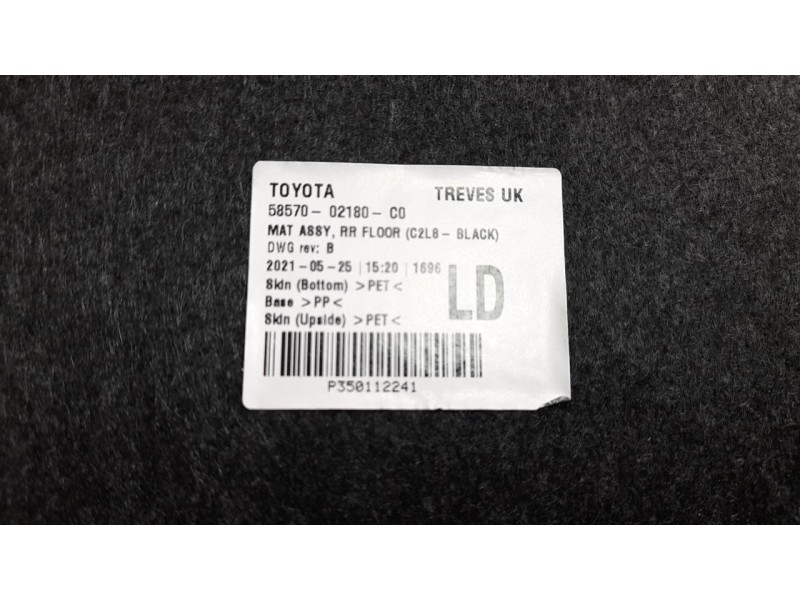 TOYOTA TREVES UK
58570- 02180- C0
MAT ASSY, RR FLOOR (C2LB- BLACK)
DWG rev: B
2021-05-25 | 15:20 | 1696
LD
Skin (Bottom) >PET<
Base >PP<
Skin (Upside) >PET<
P350112241